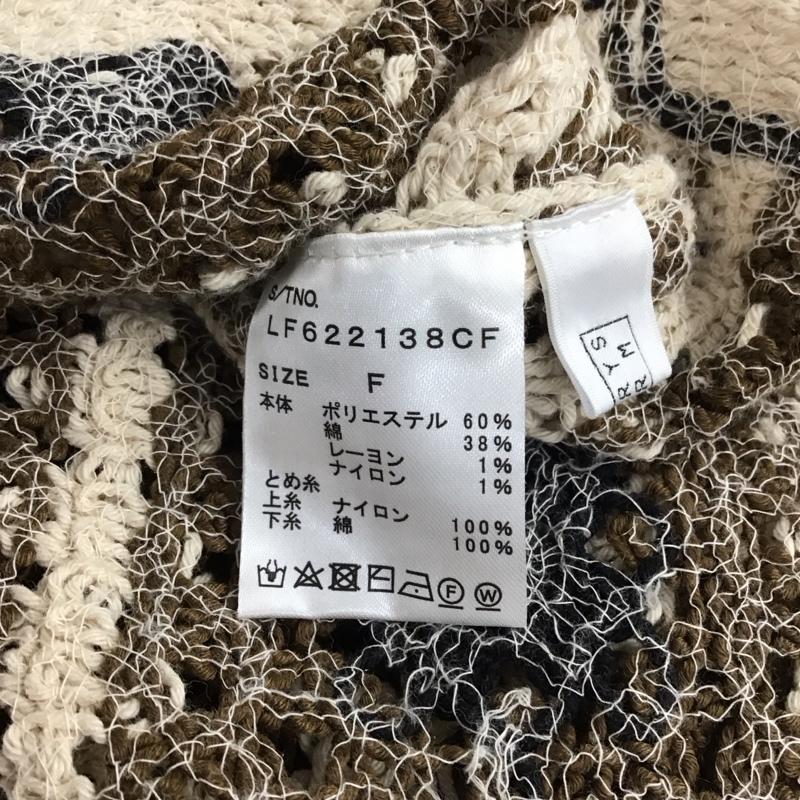 S/TNO.
LF622138CF
SIZE F
本体 ポリエステル 60%
綿 38%
レーヨン 1%
ナイロン 1%
とめ糸
上糸 ナイロン 100%
下糸 綿 100%
F
W